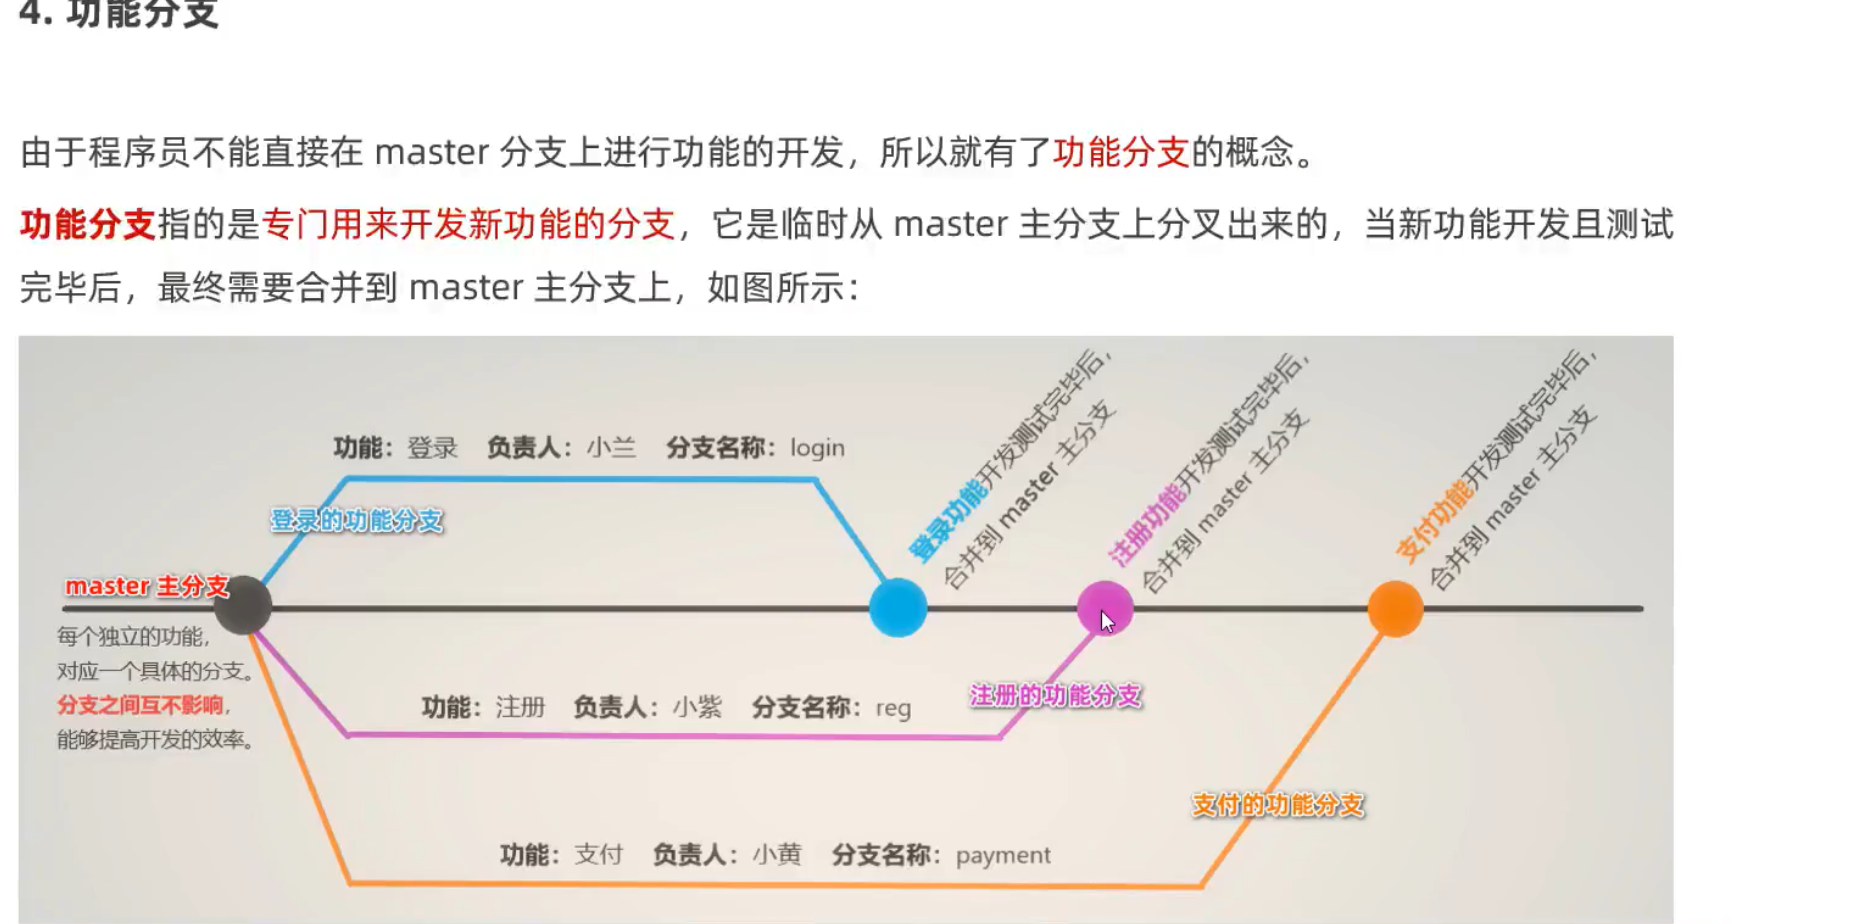 4. 功能分支
由于程序员不能直接在 master 分支上进行功能的开发，所以就有了功能分支的概念。
功能分支指的是专门用来开发新功能的分支，它是临时从 master 主分支上分叉出来的，当新功能开发且测试
完毕后，最终需要合并到 master 主分支上，如图所示：
功能：登录 负责人：小兰 分支名称：login
登录的功能分支
登录功能开发测试完毕后，
合并到 master 主分支
注册功能开发测试完毕后，
合并到 master 主分支
支付功能开发测试完毕后，
合并到 master 主分支
master 主分支
每个独立的功能，
对应一个具体的分支。
分支之间互不影响，
能够提高开发的效率。
功能：注册 负责人：小紫 分支名称：reg
注册的功能分支
支付的功能分支
功能：支付 负责人：小黄 分支名称：payment